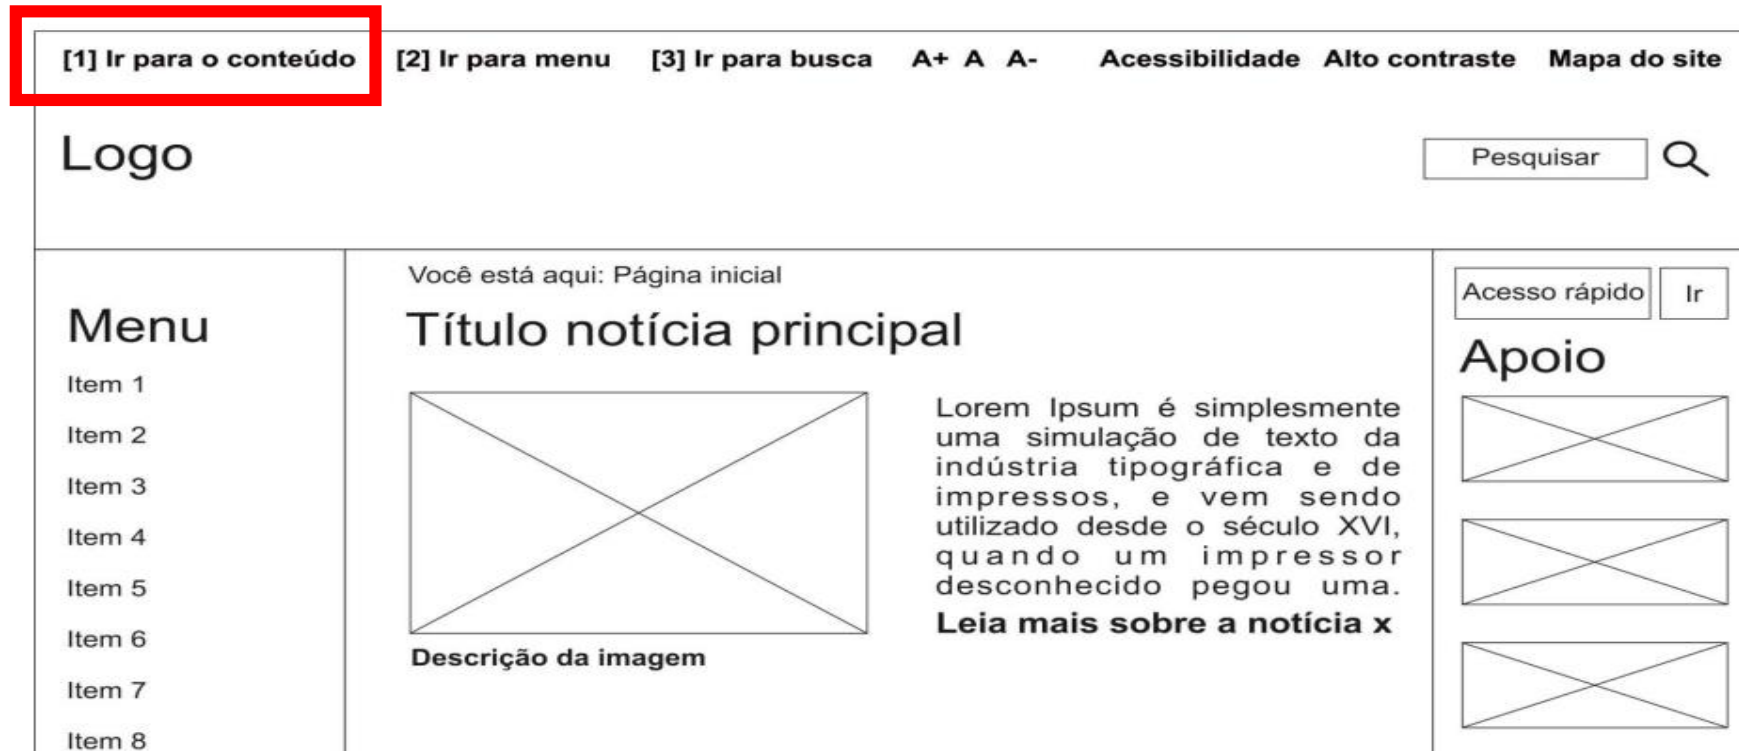 [1] Ir para o conteúdo [2] Ir para menu [3] Ir para busca A+ A A- Acessibilidade Alto contraste Mapa do site
Logo
Pesquisar
Menu
Item 1
Item 2
Item 3
Item 4
Item 5
Item 6
Item 7
Item 8
Você está aqui: Página inicial
Título notícia principal
Descrição da imagem
Lorem Ipsum é simplesmente
uma simulação de texto da
indústria tipográfica e de
impressos, e vem sendo
utilizado desde o século XVI,
quando um impressor
desconhecido pegou uma.
Leia mais sobre a notícia x
Acesso rápido Ir
Apoio